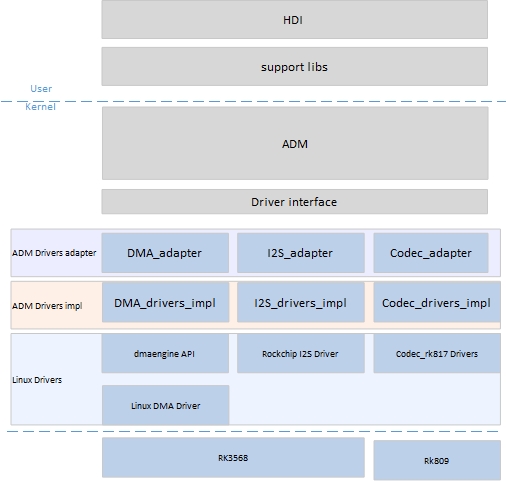 HDI
support libs
User
Kernel
ADM
Driver interface
ADM Drivers adapter
DMA_adapter
I2S_adapter
Codec_adapter
ADM Drivers impl
DMA_drivers_impl
I2S_drivers_impl
Codec_drivers_impl
Linux Drivers
dmaengine API
Rockchip I2S Driver
Codec_rk817 Drivers
Linux DMA Driver
RK3568
Rk809